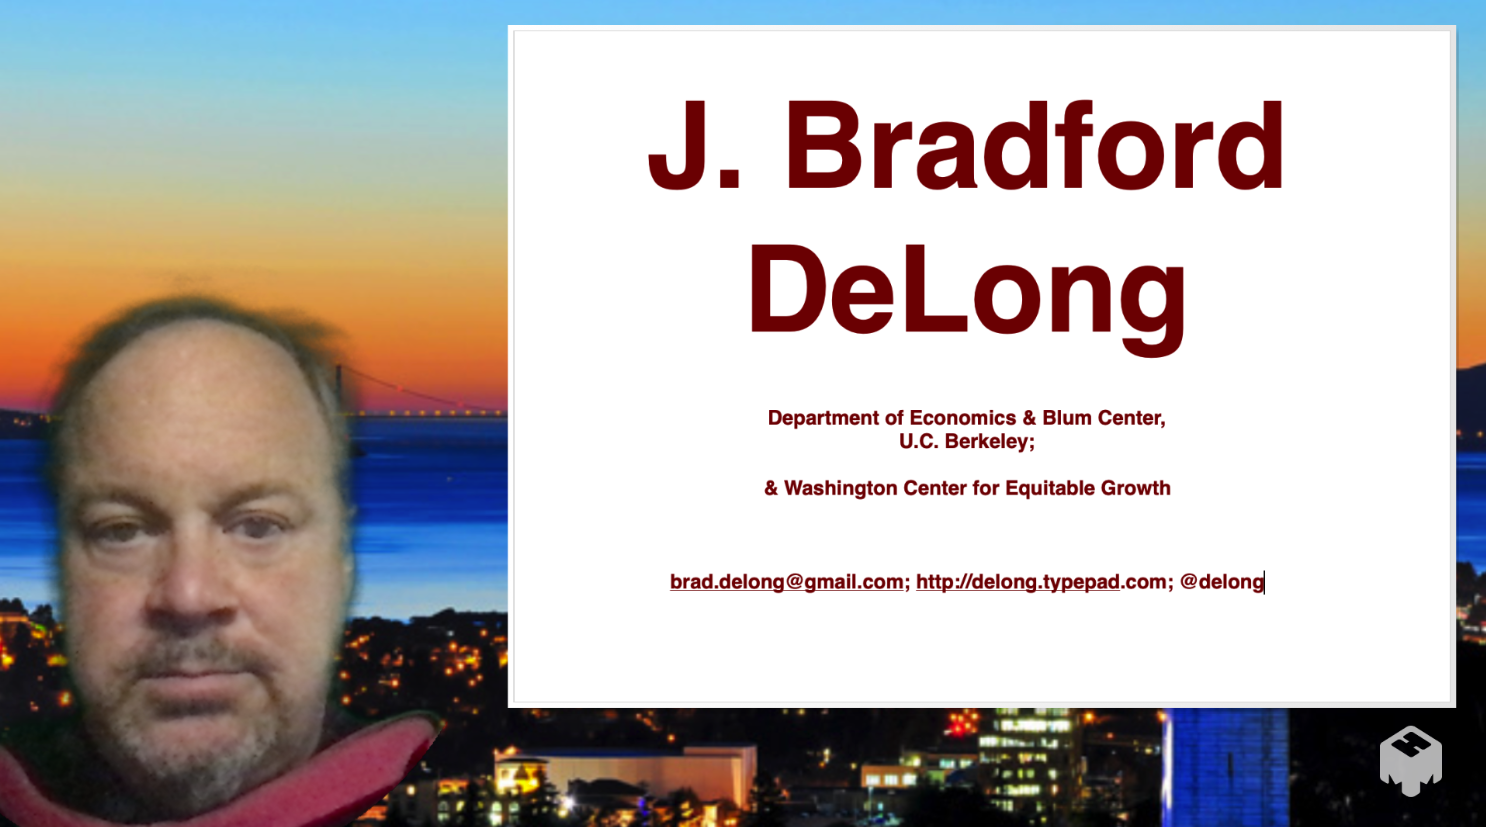 J. Bradford
DeLong
Department of Economics & Blum Center,
U.C. Berkeley;
& Washington Center for Equitable Growth
brad.delong@gmail.com; http://delong.typepad.com; @delong